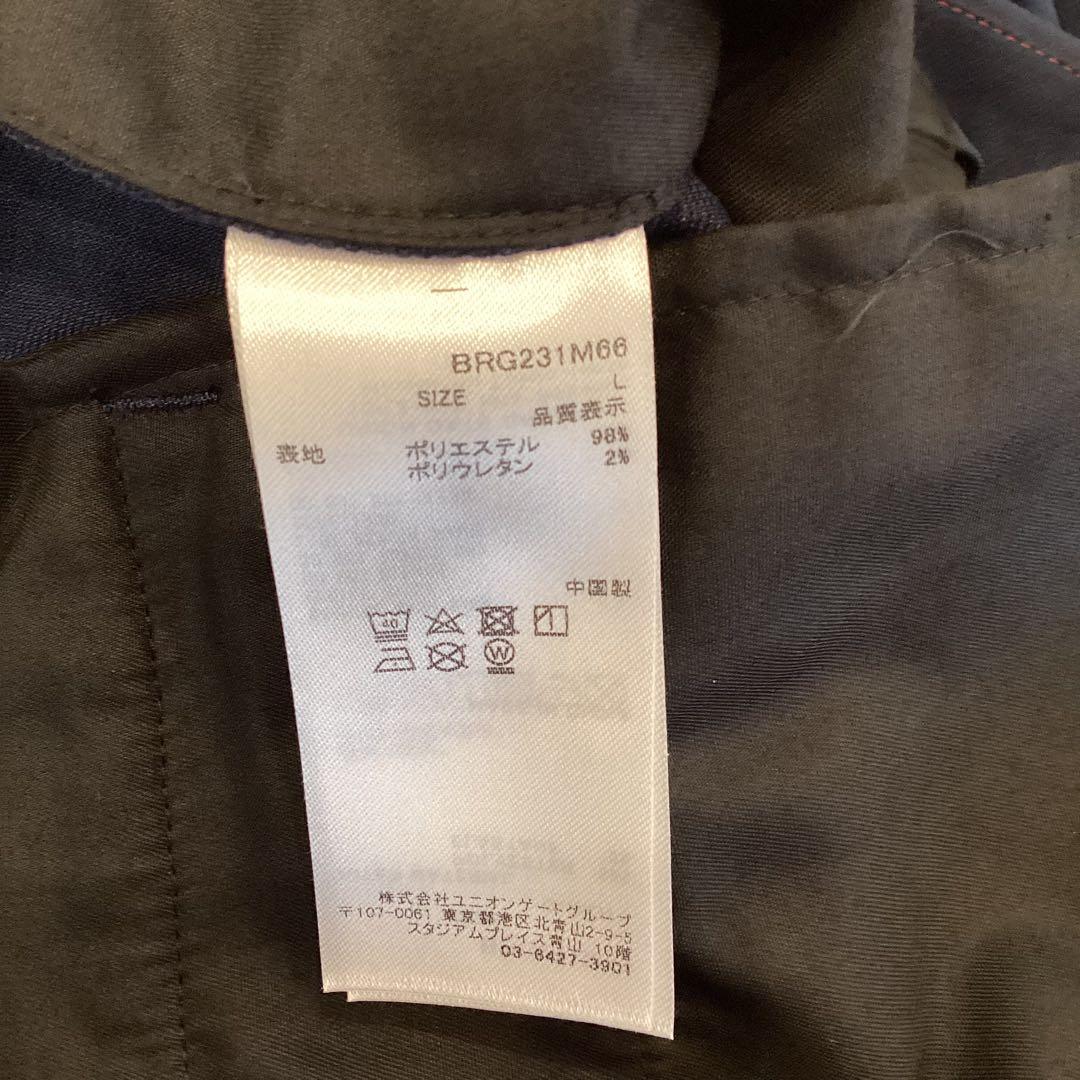 BRG231M66
SIZE L
品質表示
表地 ポリエステル 98%
ポリウレタン 2%
中国製
40
W
株式会社ユニオンゲートグループ
〒107-0061 東京都港区北青山2-9-5
スタジアムプレイス青山 10階
03-6427-3901